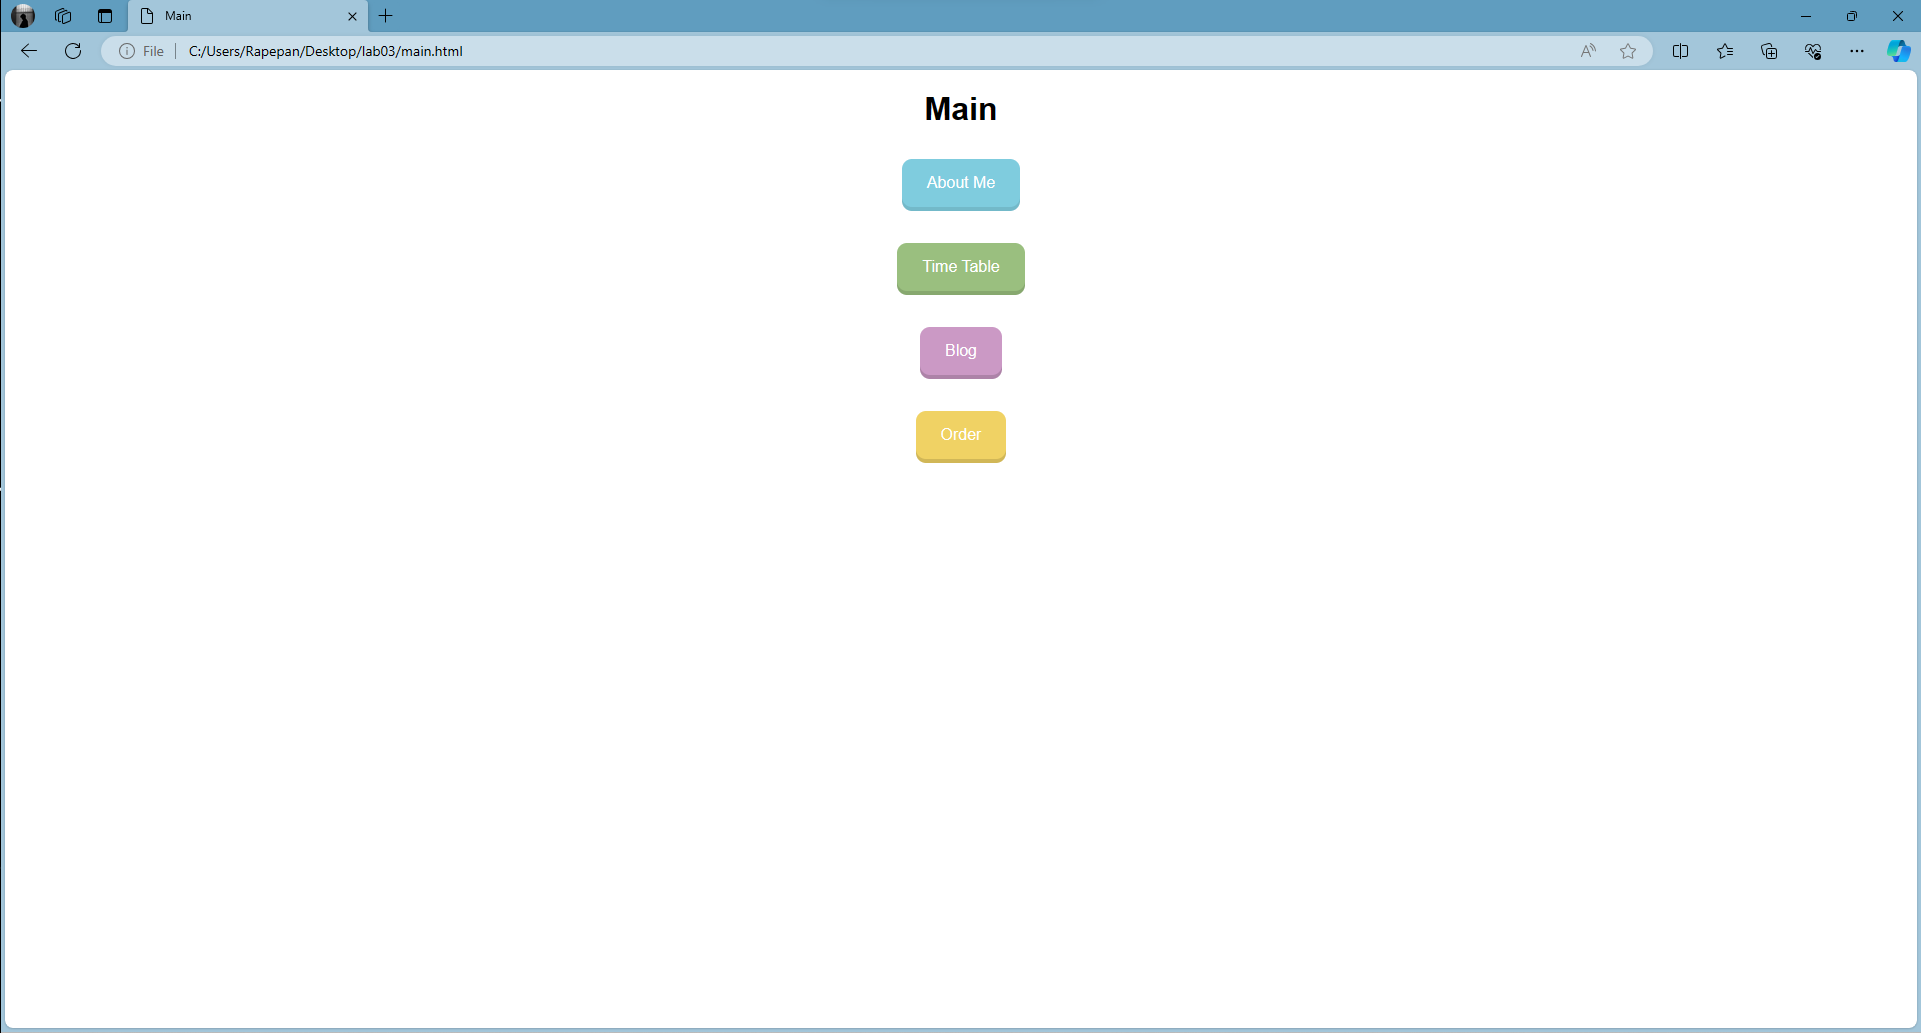 Main
File C:/Users/Rapepan/Desktop/lab03/main.html
Main
About Me
Time Table
Blog
Order